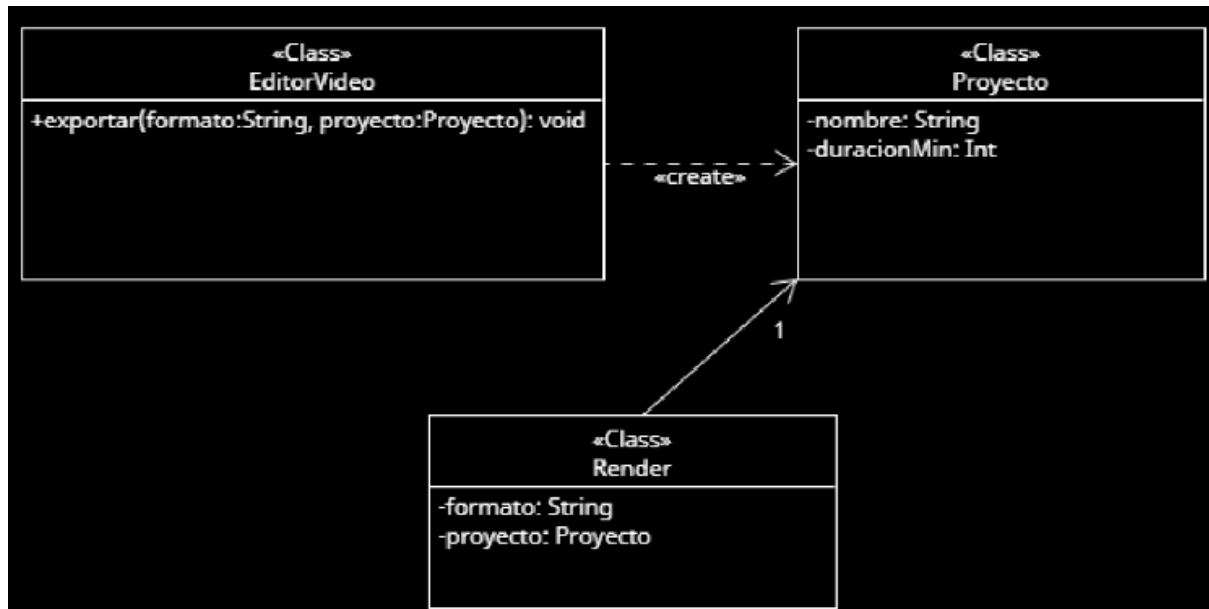 «Class»
EditorVideo
+exportar(formato:String, proyecto:Proyecto): void
«Class»
Proyecto
-nombre: String
-duracionMin: Int
«create»
1
«Class»
Render
-formato: String
-proyecto: Proyecto